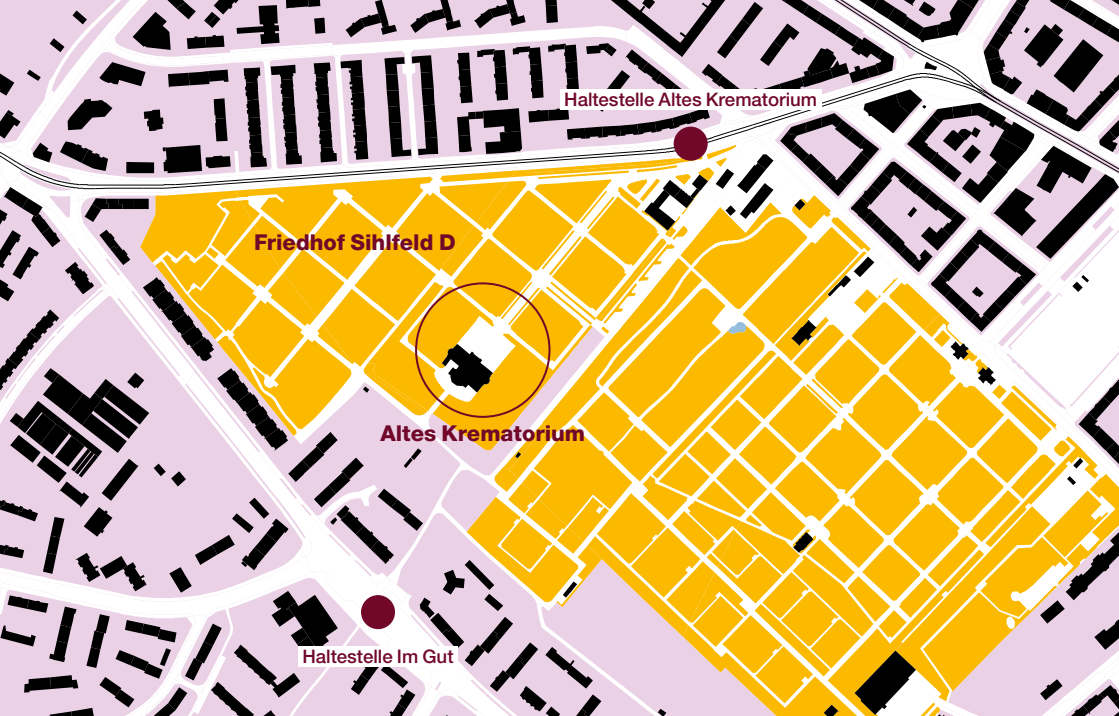 Haltestelle Altes Krematorium
Friedhof Sihlfeld D
Altes Krematorium
Haltestelle Im Gut